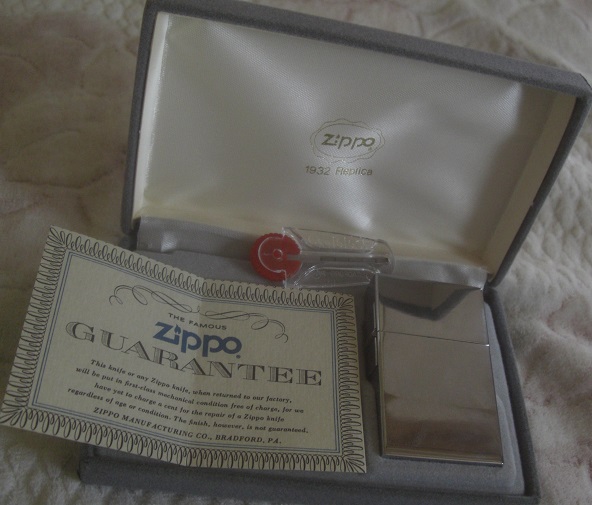 Zippo
1932 Replica
THE FAMOUS
Zippo
GUARANTEE
This knife or any Zippo knife, when returned to our factory,
will be put in first-class mechanical condition free of charge, for we
have yet to charge a cent for the repair of a Zippo knife
regardless of age or condition. The finish, however, is not guaranteed.
ZIPPO MANUFACTURING CO., BRADFORD, PA.